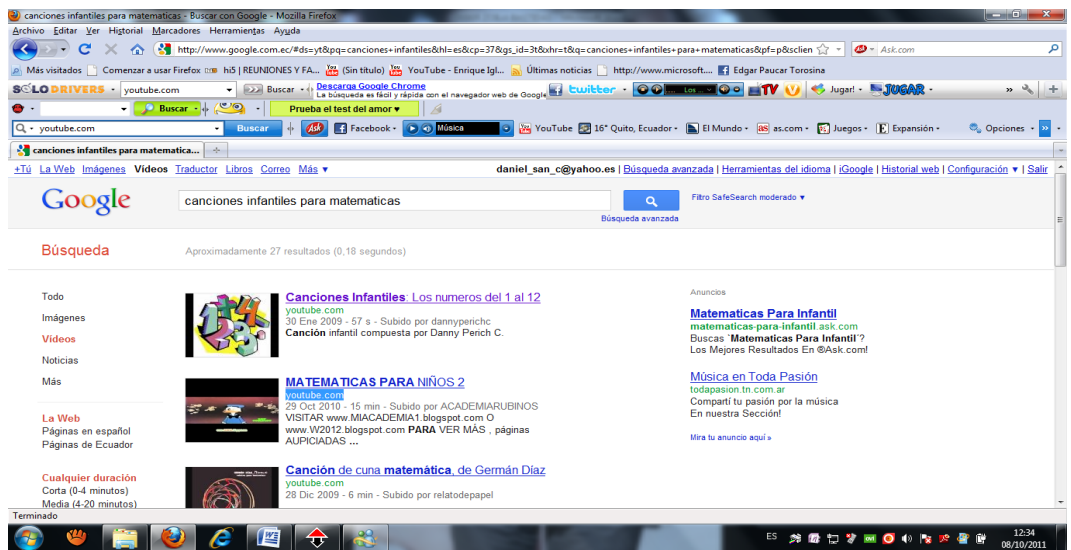 canciones infantiles para matematicas - Buscar con Google - Mozilla Firefox
Archivo Editar Ver Historial Marcadores Herramientas Ayuda
http://www.google.com.ec/#ds=yt&pq=canciones+infantiles&hl=es&cp=37&gs_id=3t&xhr=t&q=canciones+infantiles+para+matematicas&pf=p&sclien
Ask.com
Más visitados Comenzar a usar Firefox hi5 | REUNIONES Y FA... (Sin título) YouTube - Enrique Igl... Últimas noticias http://www.microsoft.... Edgar Paucar Torosina
SOLODRIVERS youtube.com Buscar Descarga Google Chrome
La búsqueda es fácil y rápida con el navegador web de Google
twitter Los ... TV Jugar! JUGAR »
Buscar Prueba el test del amor ♥
youtube.com Buscar Ask Facebook Música YouTube 16° Quito, Ecuador El Mundo as.com Juegos Expansión Opciones »
canciones infantiles para matematica...
+Tú La Web Imágenes Vídeos Traductor Libros Correo Más ▼ daniel_san_c@yahoo.es | Búsqueda avanzada | Herramientas del idioma | iGoogle | Historial web | Configuración ▼ | Salir
Google
canciones infantiles para matematicas
Filtro SafeSearch moderado ▼
Búsqueda avanzada
Búsqueda
Aproximadamente 27 resultados (0,18 segundos)
Todo
Imágenes
Vídeos
Noticias
Más
La Web
Páginas en español
Páginas de Ecuador
Cualquier duración
Corta (0-4 minutos)
Media (4-20 minutos)
Canciones Infantiles: Los numeros del 1 al 12
youtube.com
30 Ene 2009 - 57 s - Subido por dannyperichc
Canción infantil compuesta por Danny Perich C.
MATEMATICAS PARA NIÑOS 2
youtube.com
29 Oct 2010 - 15 min - Subido por ACADEMIARUBINOS
VISITAR www.MIACADEMIA1.blogspot.com O
www.W2012.blogspot.com PARA VER MÁS , páginas
AUPICIADAS ...
Canción de cuna matemática, de Germán Díaz
youtube.com
28 Dic 2009 - 6 min - Subido por relatodepapel
Anuncios
Matematicas Para Infantil
matematicas-para-infantil.ask.com
Buscas ´Matematicas Para Infantil´?
Los Mejores Resultados En ®Ask.com!
Música en Toda Pasión
todapasion.tn.com.ar
Compartí tu pasión por la música
En nuestra Sección!
Mira tu anuncio aquí »
Terminado
ES
12:34
08/10/2011